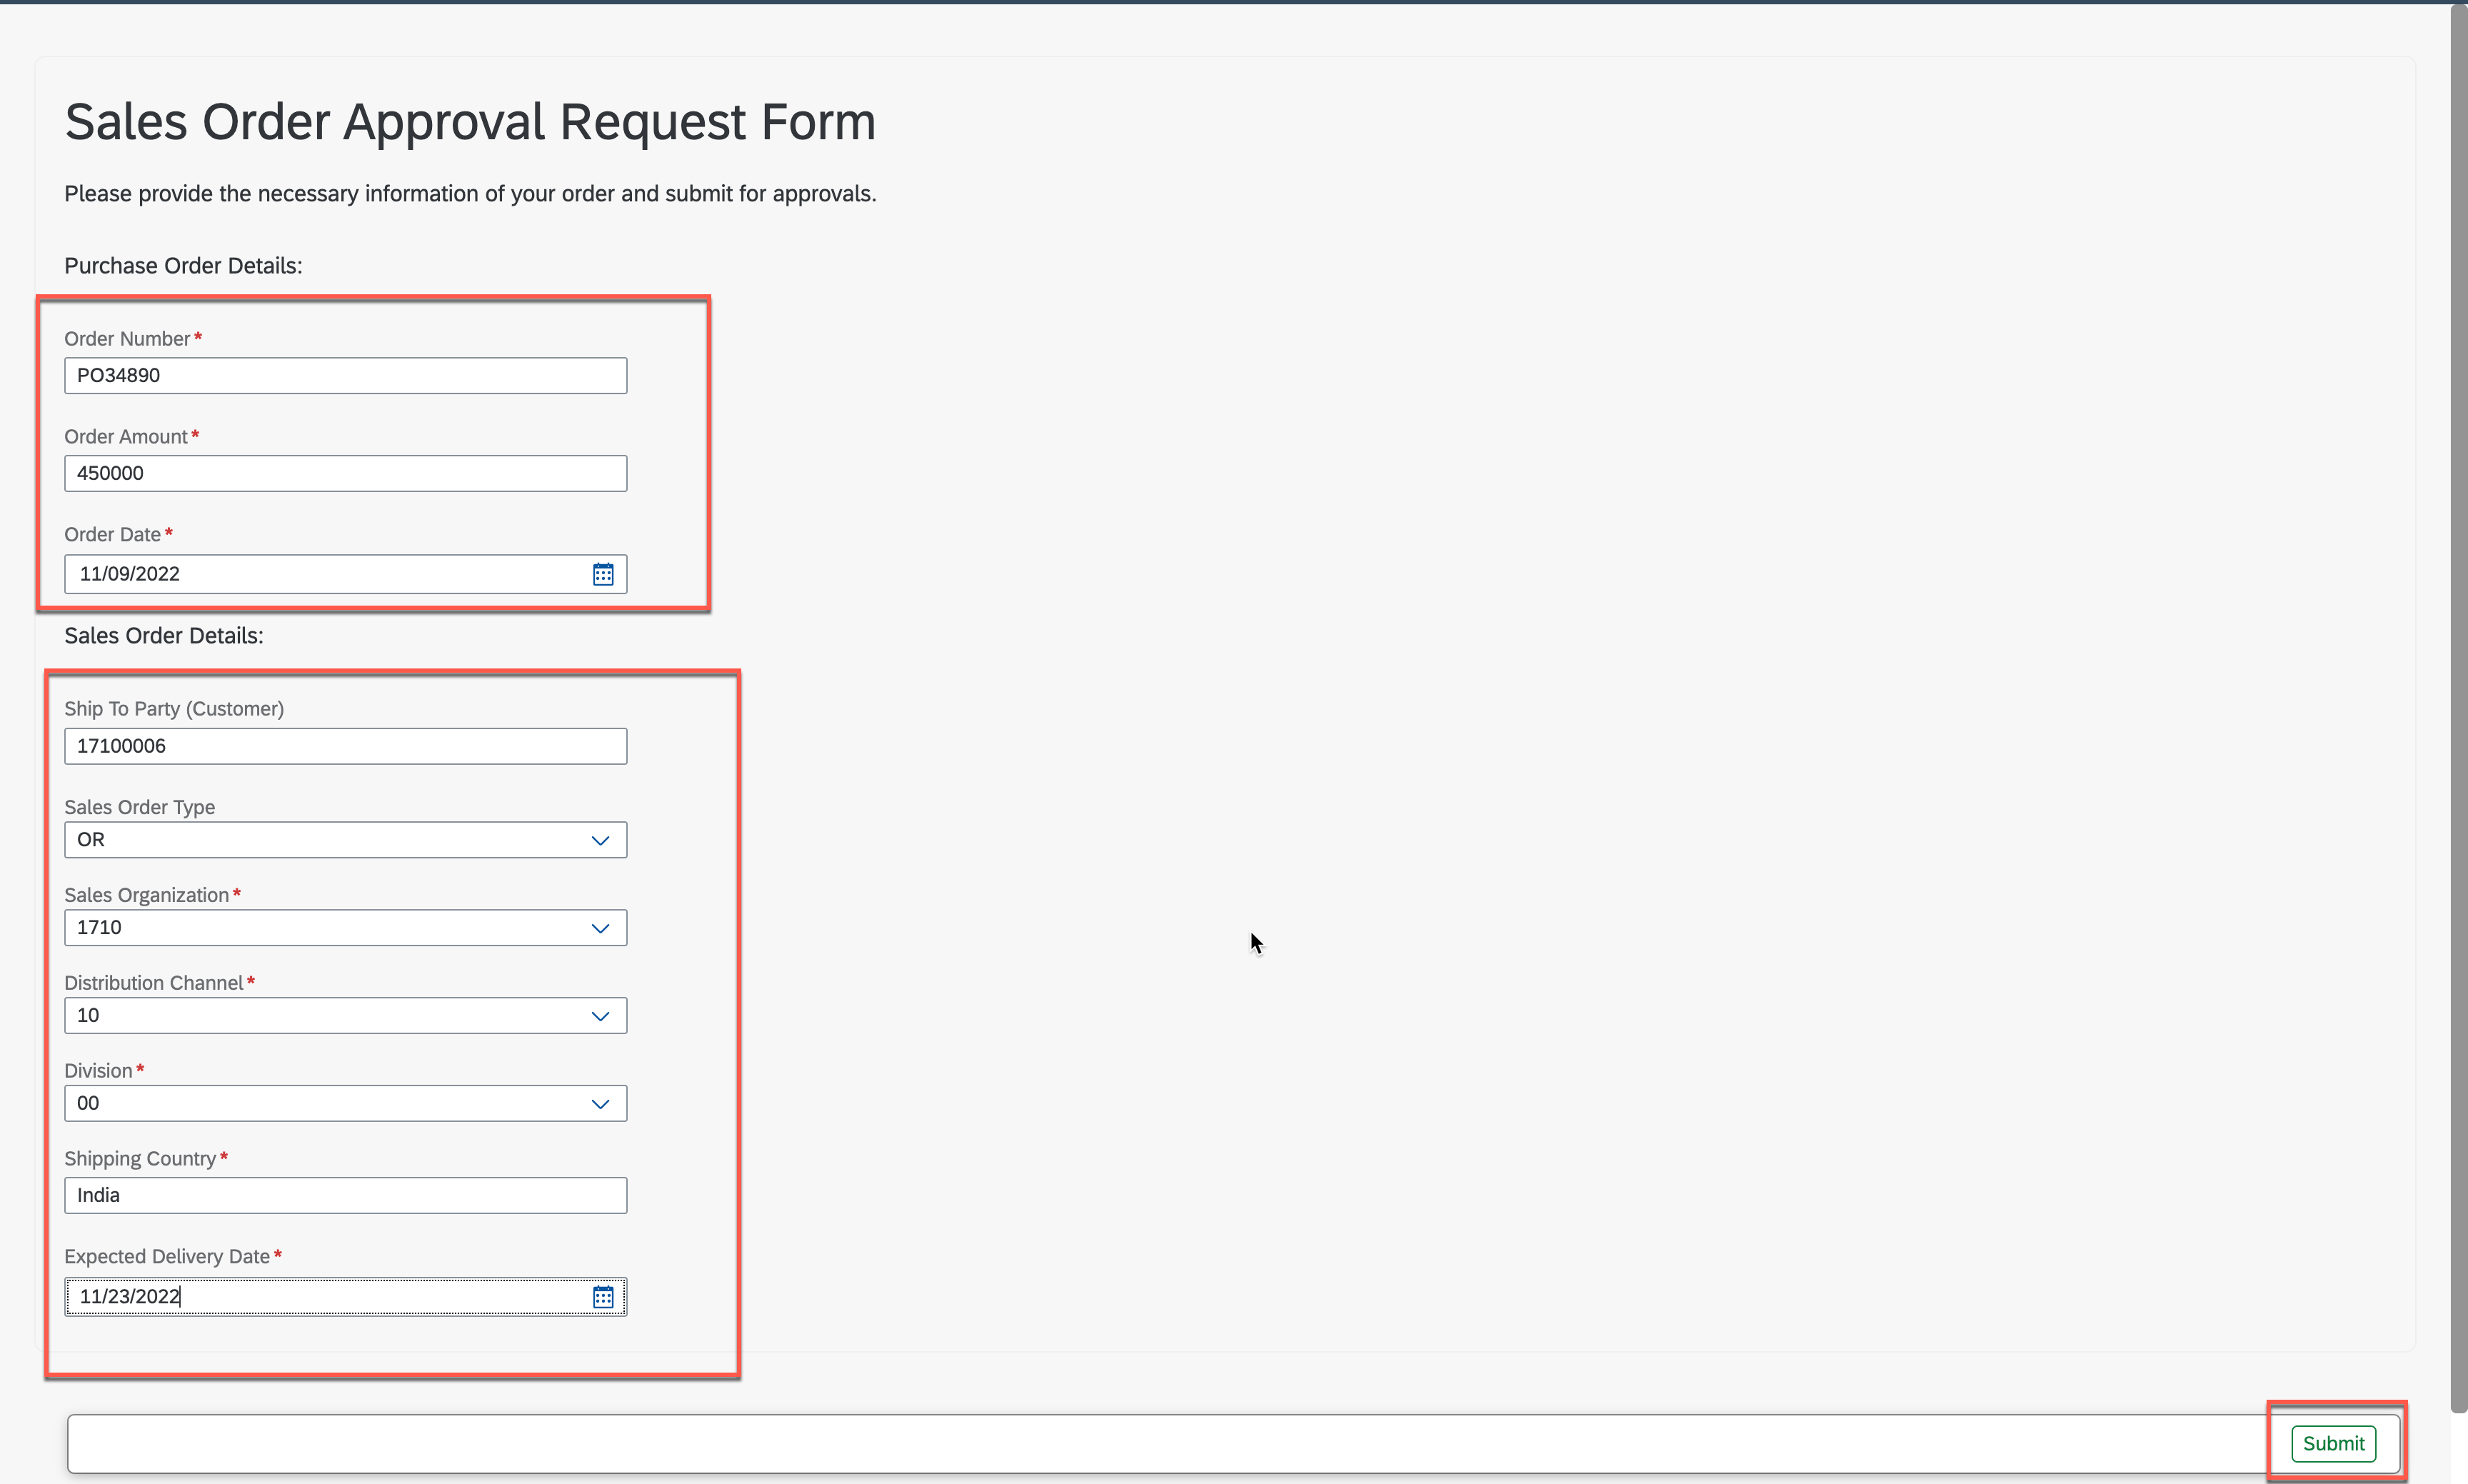 Sales Order Approval Request Form
Please provide the necessary information of your order and submit for approvals.
Purchase Order Details:
Order Number*
PO34890
Order Amount*
450000
Order Date*
11/09/2022
Sales Order Details:
Ship To Party (Customer)
17100006
Sales Order Type
OR
Sales Organization*
1710
Distribution Channel*
10
Division*
00
Shipping Country*
India
Expected Delivery Date*
11/23/2022
Submit